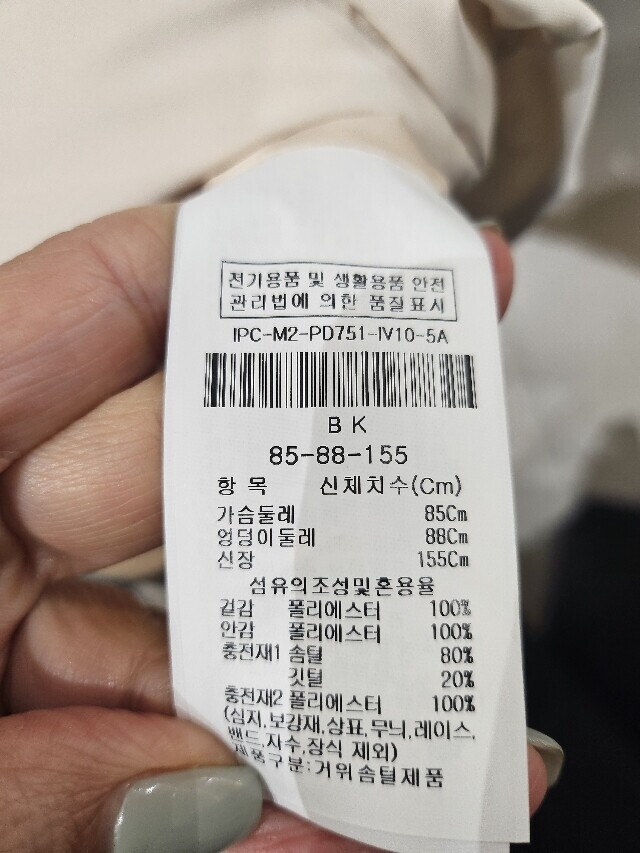 전기용품 및 생활용품 안전
관리법에 의한 품질표시
IPC-M2-PD751-IV10-5A
BK
85-88-155
항 목 신체치수(Cm)
가슴둘레 85Cm
엉덩이둘레 88Cm
신장 155Cm
섬유의조성및혼용율
겉감 폴리에스터 100%
안감 폴리에스터 100%
충전재1 솜털 80%
깃털 20%
충전재2 폴리에스터 100%
(심지,보강재,상표,무늬,레이스,
밴드,자수,장식 제외)
제품구분:거위솜털제품